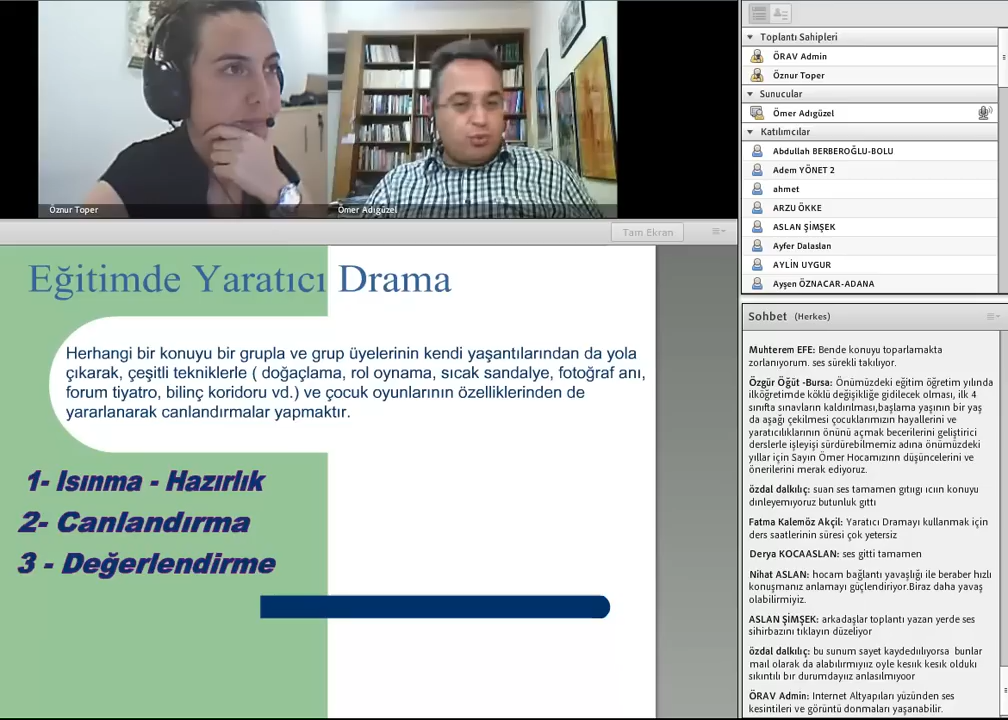 Öznur Toper
Ömer Adıgüzel
Tam Ekran
Eğitimde Yaratıcı Drama
Herhangi bir konuyu bir grupla ve grup üyelerinin kendi yaşantılarından da yola
çıkarak, çeşitli tekniklerle ( doğaçlama, rol oynama, sıcak sandalye, fotoğraf anı,
forum tiyatro, bilinç koridoru vd.) ve çocuk oyunlarının özelliklerinden de
yararlanarak canlandırmalar yapmaktır.
1- Isınma - Hazırlık
2- Canlandırma
3 - Değerlendirme
Toplantı Sahipleri
ÖRAV Admin
Öznur Toper
Sunucular
Ömer Adıgüzel
Katılımcılar
Abdullah BERBEROĞLU-BOLU
Adem YÖNET 2
ahmet
ARZU ÖKKE
ASLAN ŞİMŞEK
Ayfer Dalaslan
AYLİN UYGUR
Ayşen ÖZNACAR-ADANA
Sohbet (Herkes)
Muhterem EFE: Bende konuyu toparlamakta
zorlanıyorum. ses sürekli takılıyor.
Özgür Öğüt -Bursa: Önümüzdeki eğitim öğretim yılında
ilköğretimde köklü değişikliğe gidilecek olması, ilk 4
sınıfta sınavların kaldırılması,başlama yaşının bir yaş
da aşağı çekilmesi çocuklarımızın hayallerini ve
yaratıcılıklarının önünü açmak becerilerini geliştirici
derslerle işleyişi sürdürebilmemiz adına önümüzdeki
yıllar için Sayın Ömer Hocamızınn düşüncelerini ve
önerilerini merak ediyoruz.
özdal dalkılıç: suan ses tamamen gıtıığı ıcıın konuyu
dınleyemıyoruz butunluk gıttı
Fatma Kalemöz Akçil: Yaratıcı Dramayı kullanmak için
ders saatlerinin süresi çok yetersiz
Derya KOCAASLAN: ses gitti tamamen
Nihat ASLAN: hocam bağlantı yavaşlığı ile beraber hızlı
konuşmanız anlamayı güçlendiriyor.Biraz daha yavaş
olabilirmiyiz.
ASLAN ŞİMŞEK: arkadaşlar toplantı yazan yerde ses
sihirbazını tıklayın düzeliyor
özdal dalkılıç: bu sunum sayet kaydedıılıyorsa bunlar
maıl olarak da alabılırmıyıız oyle kesıık kesık oldukı
sıkıntılı bır durumdayıız anlasılmıyoor
ÖRAV Admin: Internet Altyapıları yüzünden ses
kesintileri ve görüntü donmaları yaşanabilir.